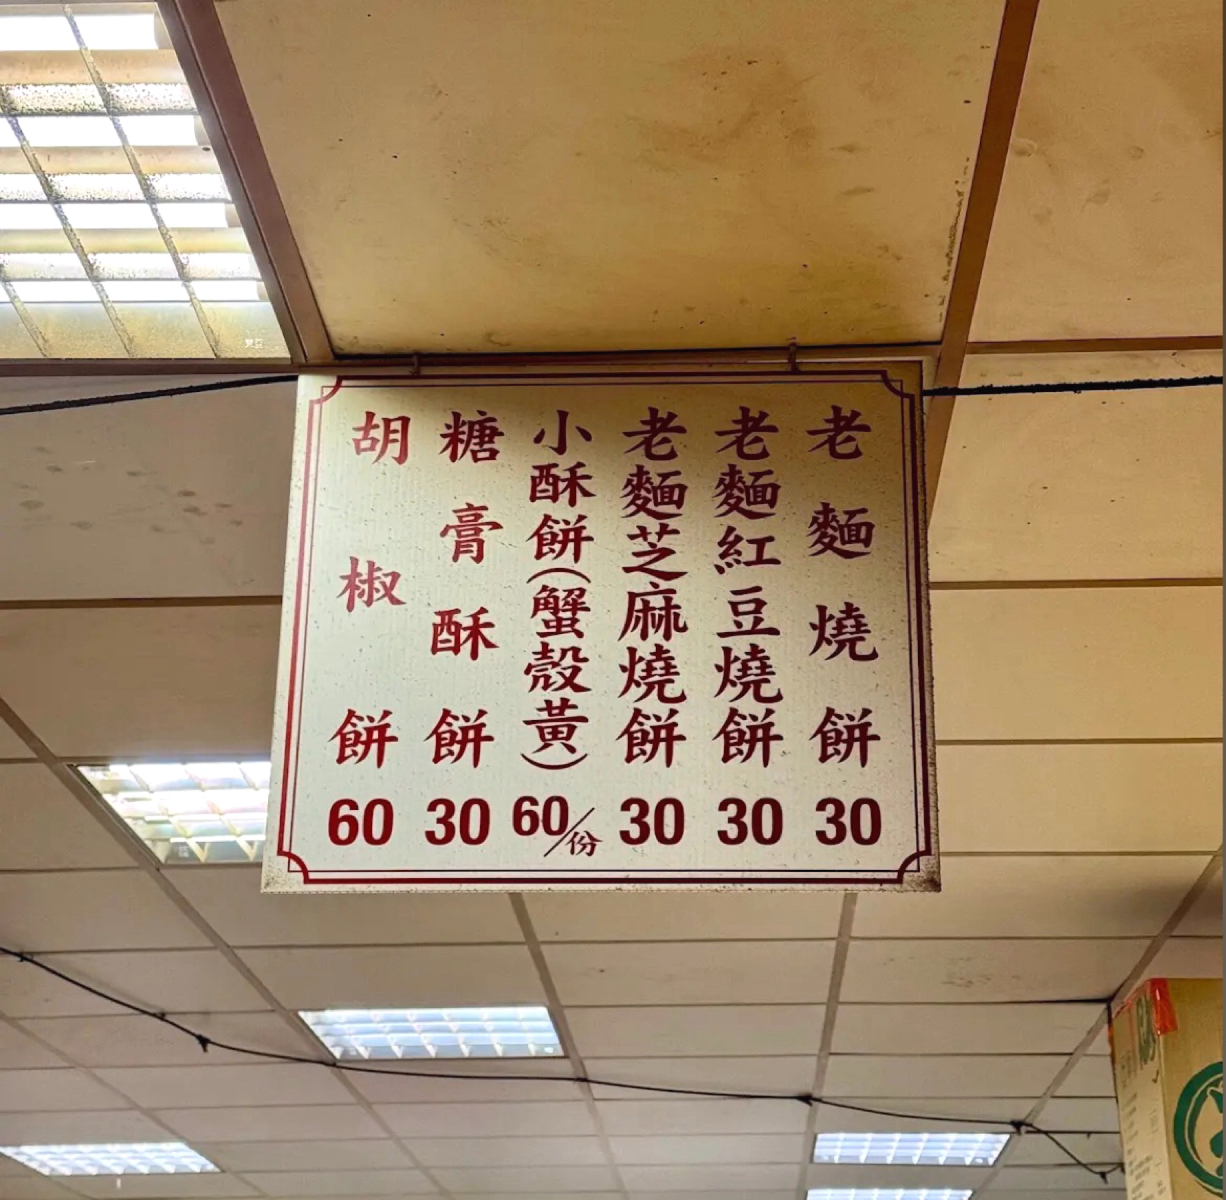 老麵燒餅 30
老麵紅豆燒餅 30
老麵芝麻燒餅 30
小酥餅(蟹殼黃) 60/份
糖膏酥餅 30
胡椒餅 60